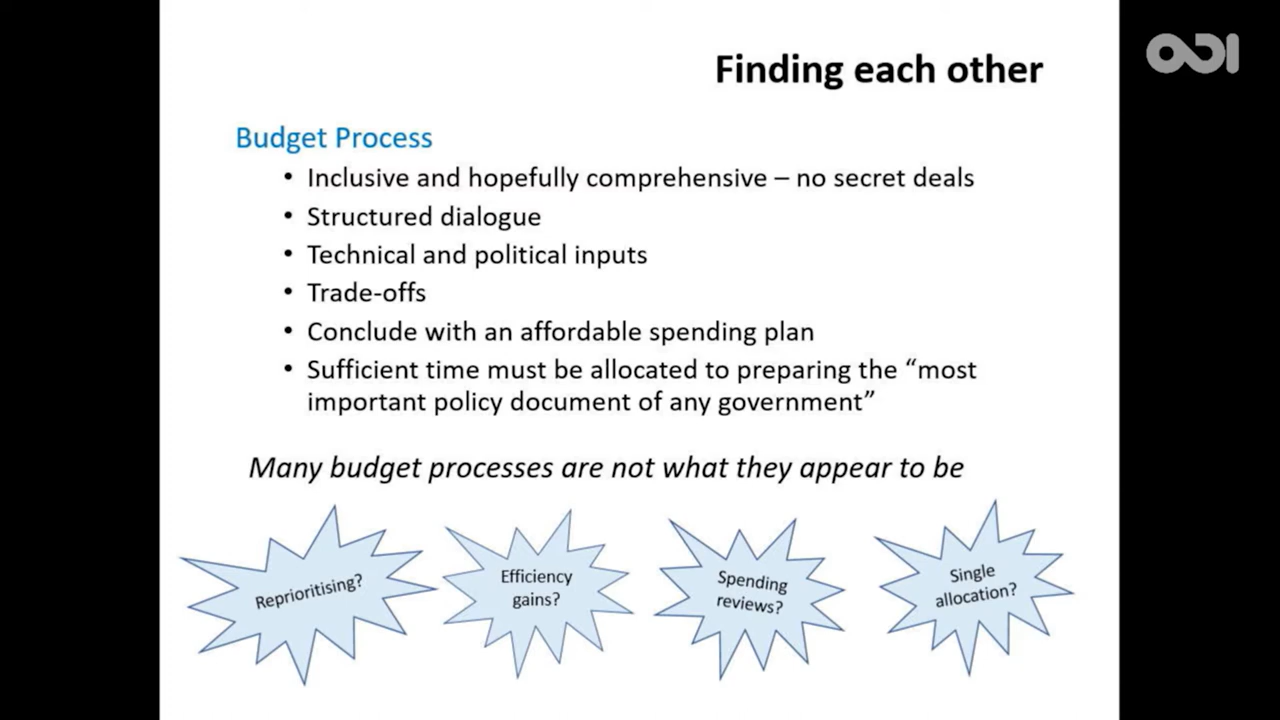 ODI
Finding each other
Budget Process
• Inclusive and hopefully comprehensive – no secret deals
• Structured dialogue
• Technical and political inputs
• Trade-offs
• Conclude with an affordable spending plan
• Sufficient time must be allocated to preparing the “most
important policy document of any government”
Many budget processes are not what they appear to be
Reprioritising?
Efficiency
gains?
Spending
reviews?
Single
allocation?